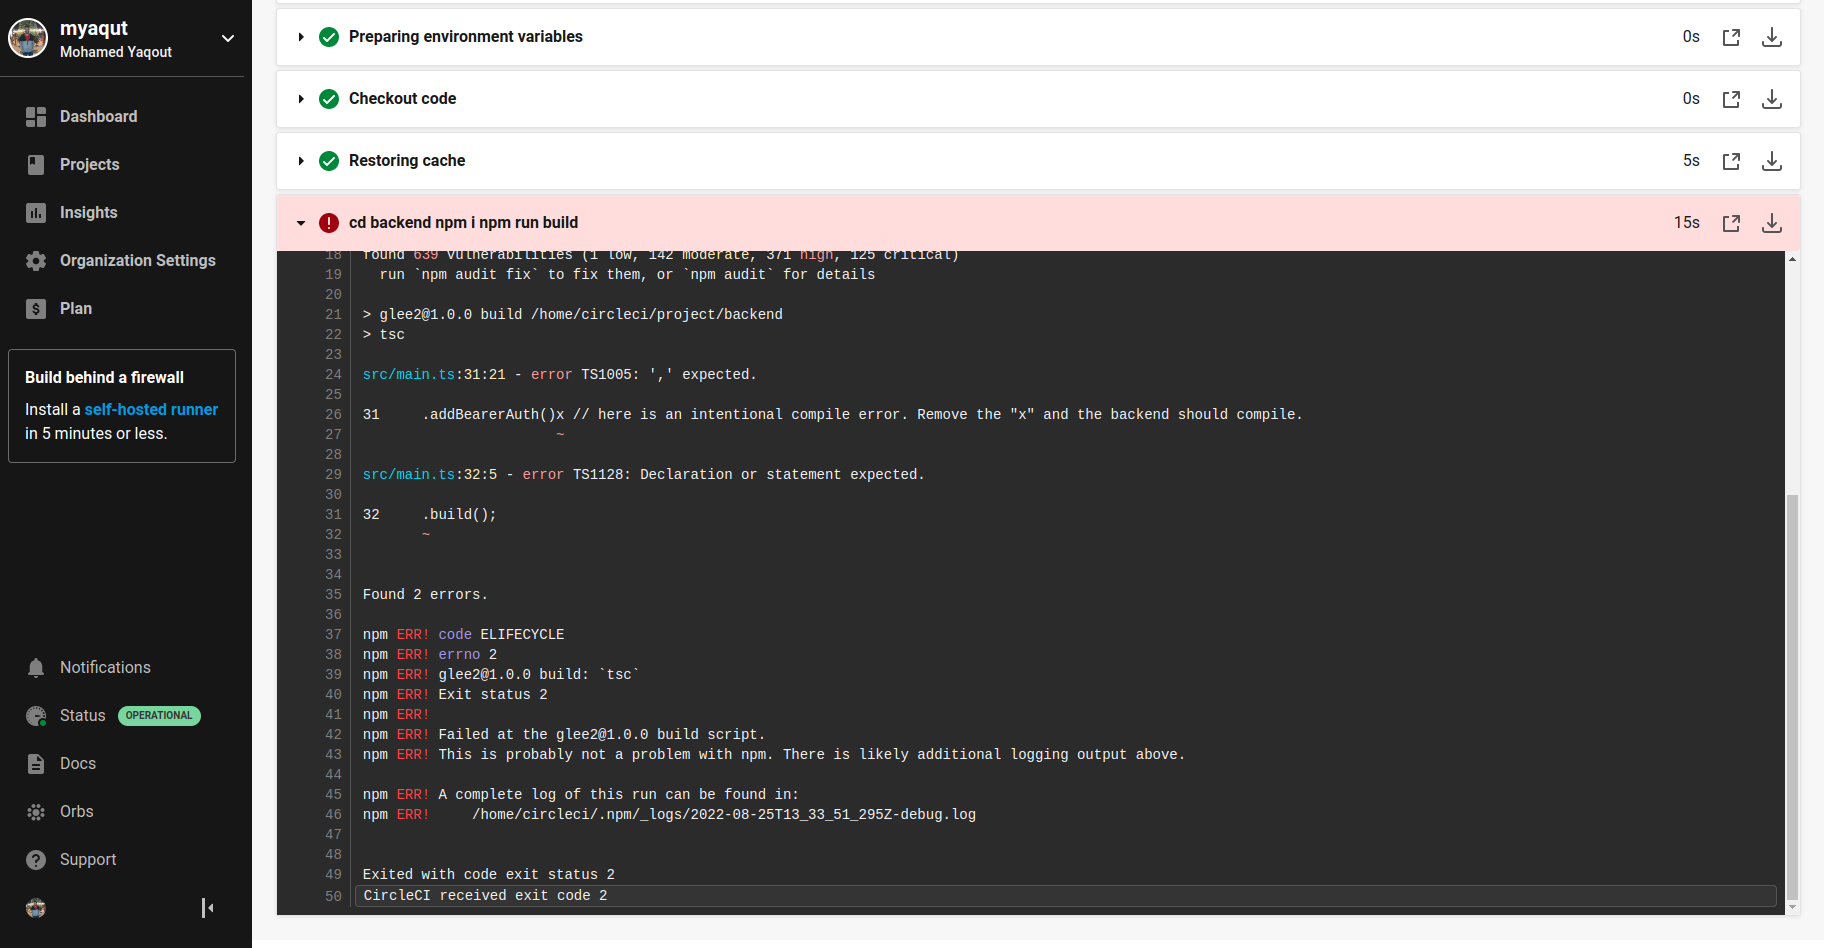 myaqut
Mohamed Yaqout
Dashboard
Projects
Insights
Organization Settings
Plan
Build behind a firewall
Install a self-hosted runner
in 5 minutes or less.
Notifications
Status OPERATIONAL
Docs
Orbs
Support
Preparing environment variables 0s
Checkout code 0s
Restoring cache 5s
cd backend npm i npm run build 15s
18 found 639 vulnerabilities (1 low, 142 moderate, 371 high, 125 critical)
19 run `npm audit fix` to fix them, or `npm audit` for details
20
21 > glee2@1.0.0 build /home/circleci/project/backend
22 > tsc
23
24 src/main.ts:31:21 - error TS1005: ',' expected.
25
26 31 .addBearerAuth()x // here is an intentional compile error. Remove the "x" and the backend should compile.
27 ~
28
29 src/main.ts:32:5 - error TS1128: Declaration or statement expected.
30
31 32 .build();
32 ~
33
34
35 Found 2 errors.
36
37 npm ERR! code ELIFECYCLE
38 npm ERR! errno 2
39 npm ERR! glee2@1.0.0 build: `tsc`
40 npm ERR! Exit status 2
41 npm ERR!
42 npm ERR! Failed at the glee2@1.0.0 build script.
43 npm ERR! This is probably not a problem with npm. There is likely additional logging output above.
44
45 npm ERR! A complete log of this run can be found in:
46 npm ERR! /home/circleci/.npm/_logs/2022-08-25T13_33_51_295Z-debug.log
47
48
49 Exited with code exit status 2
50 CircleCI received exit code 2